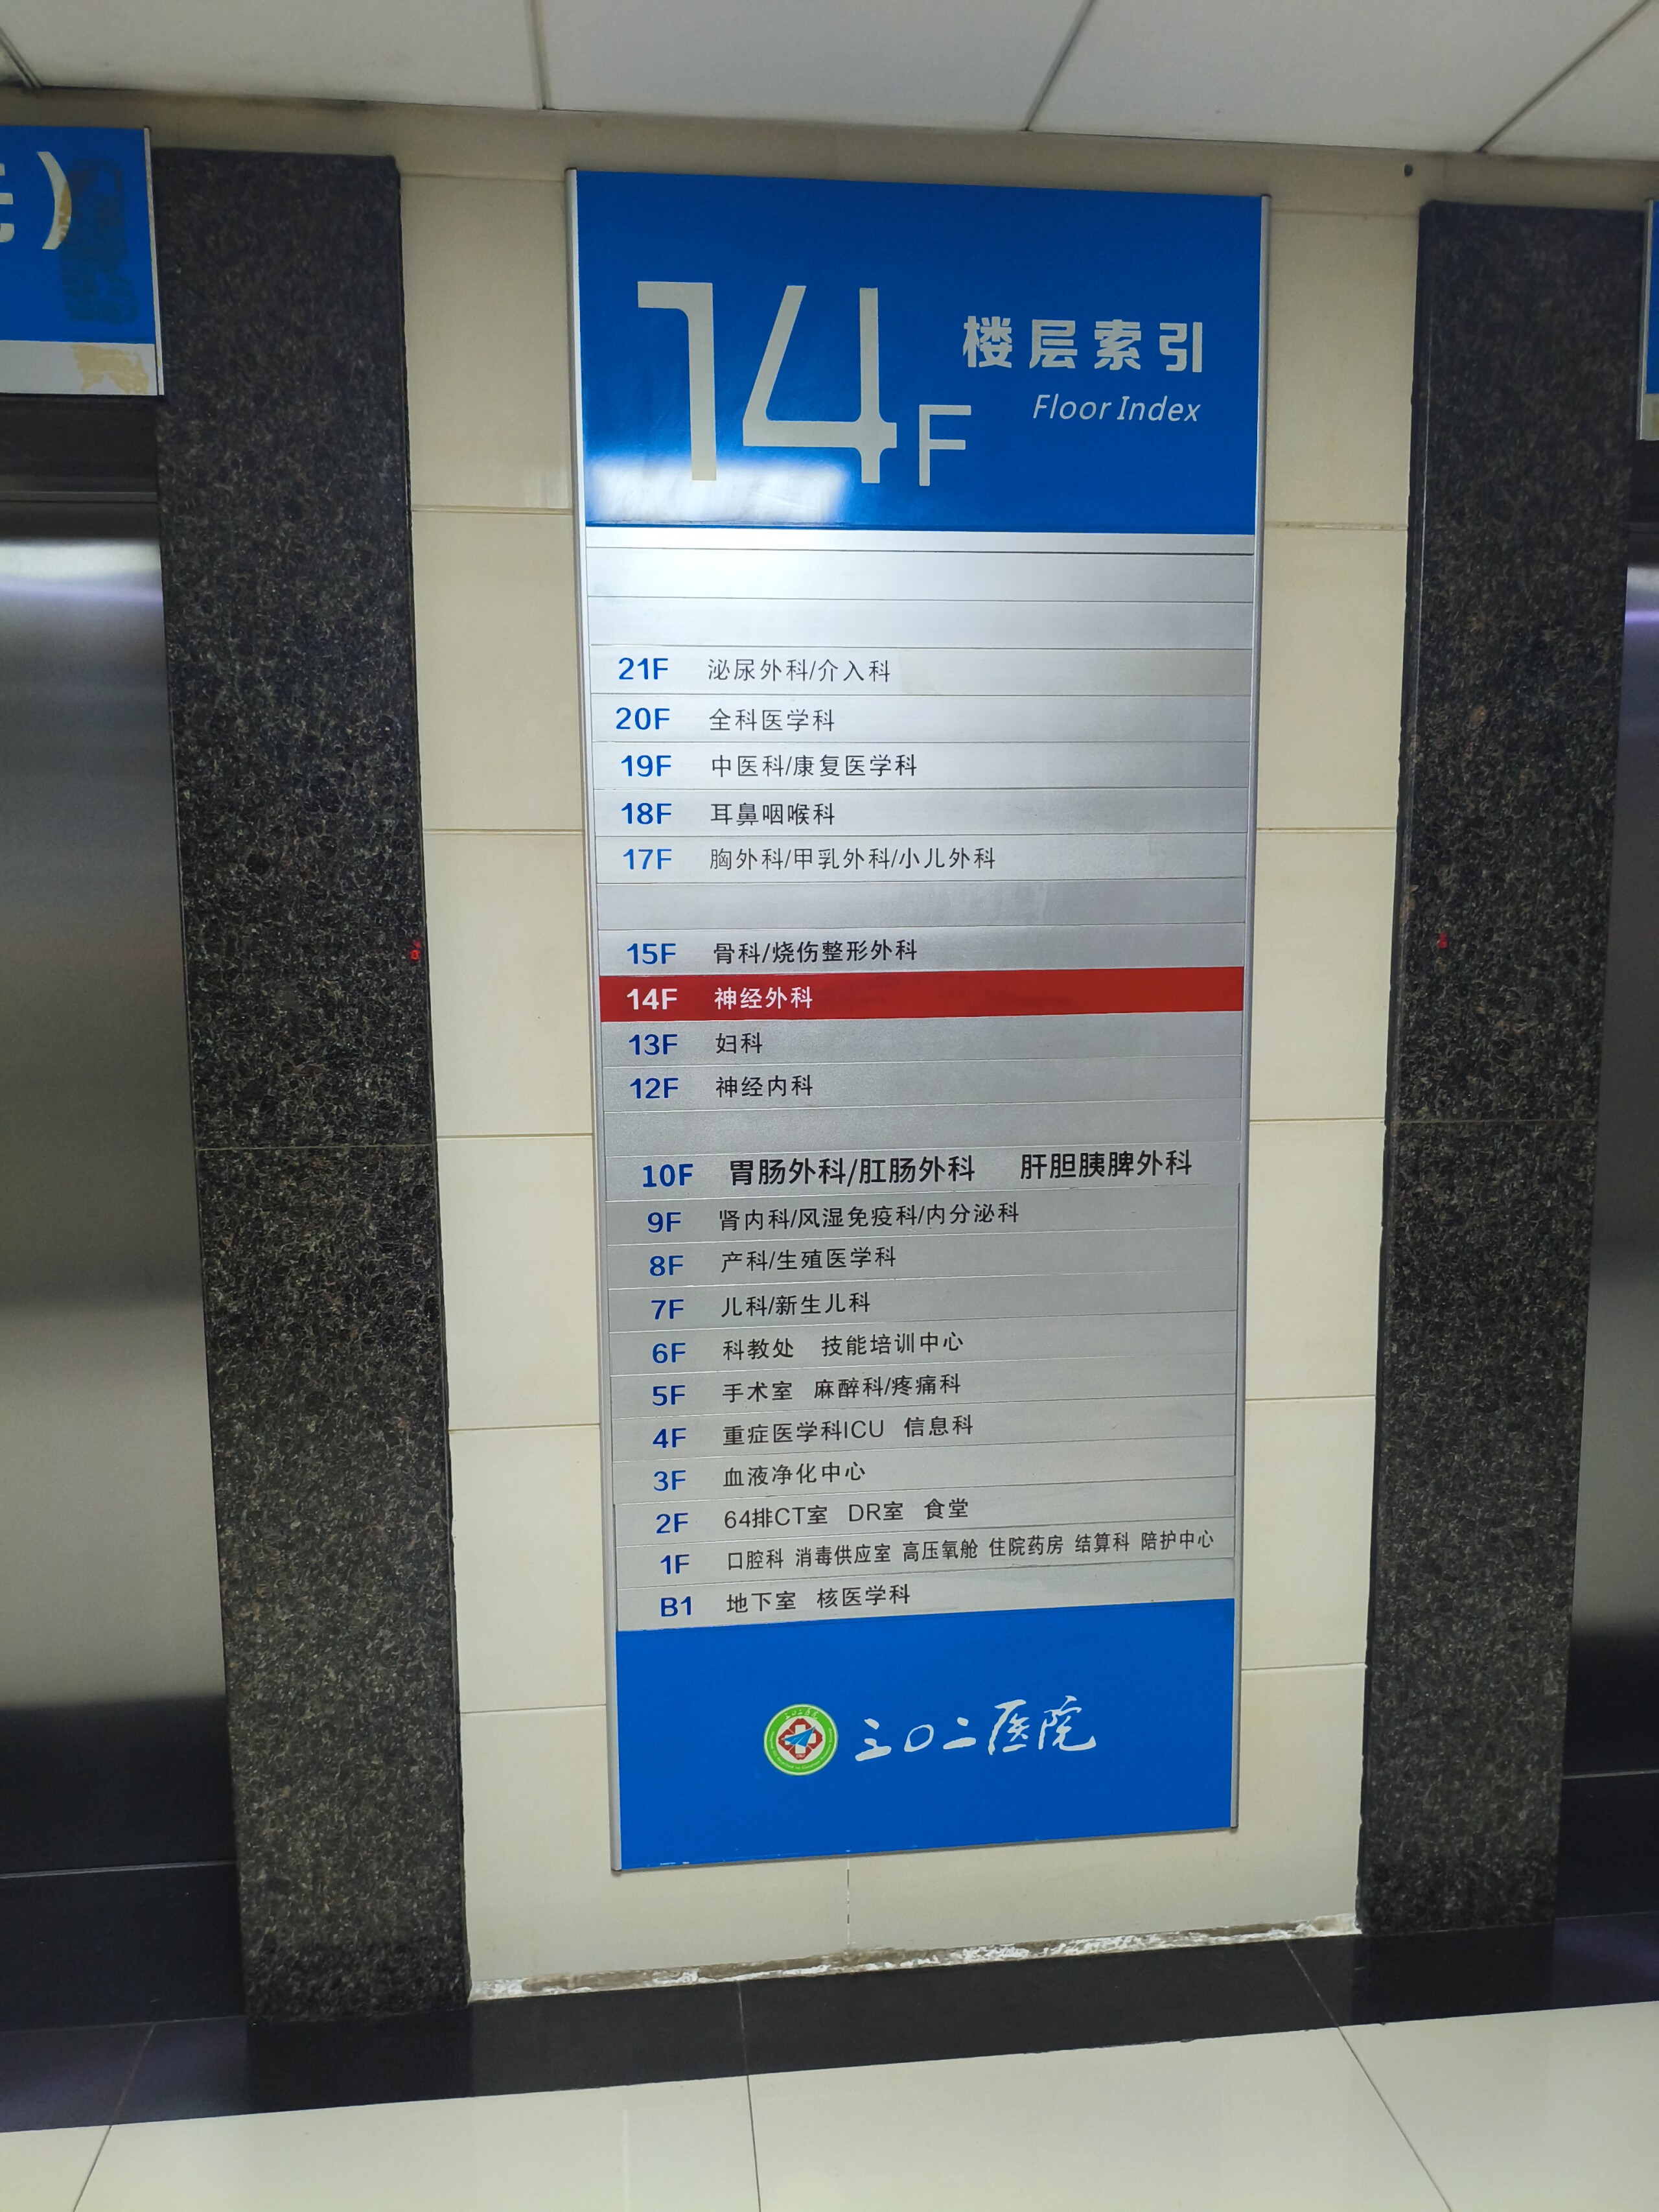 14F 楼层索引
Floor Index
21F 泌尿外科/介入科
20F 全科医学科
19F 中医科/康复医学科
18F 耳鼻咽喉科
17F 胸外科/甲乳外科/小儿外科
15F 骨科/烧伤整形外科
14F 神经外科
13F 妇科
12F 神经内科
10F 胃肠外科/肛肠外科 肝胆胰脾外科
9F 肾内科/风湿免疫科/内分泌科
8F 产科/生殖医学科
7F 儿科/新生儿科
6F 科教处 技能培训中心
5F 手术室 麻醉科/疼痛科
4F 重症医学科ICU 信息科
3F 血液净化中心
2F 64排CT室 DR室 食堂
1F 口腔科 消毒供应室 高压氧舱 住院药房 结算科 陪护中心
B1 地下室 核医学科
三〇二医院